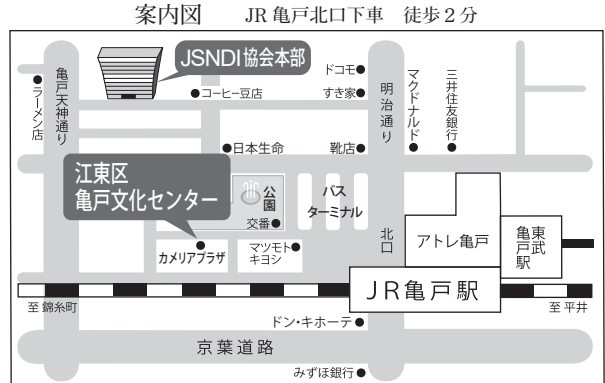 案内図 JR亀戸北口下車 徒歩2分
JSNDI協会本部
亀戸天神通り
ラーメン店
コーヒー豆店
ドコモ
すき家
明治通り
マクドナルド
三井住友銀行
日本生命
靴店
江東区
亀戸文化センター
公園
交番
バス
ターミナル
カメリアプラザ
マツモト
キヨシ
北口
アトレ亀戸
東武
亀戸駅
JR亀戸駅
至 錦糸町
至 平井
ドン・キホーテ
京葉道路
みずほ銀行